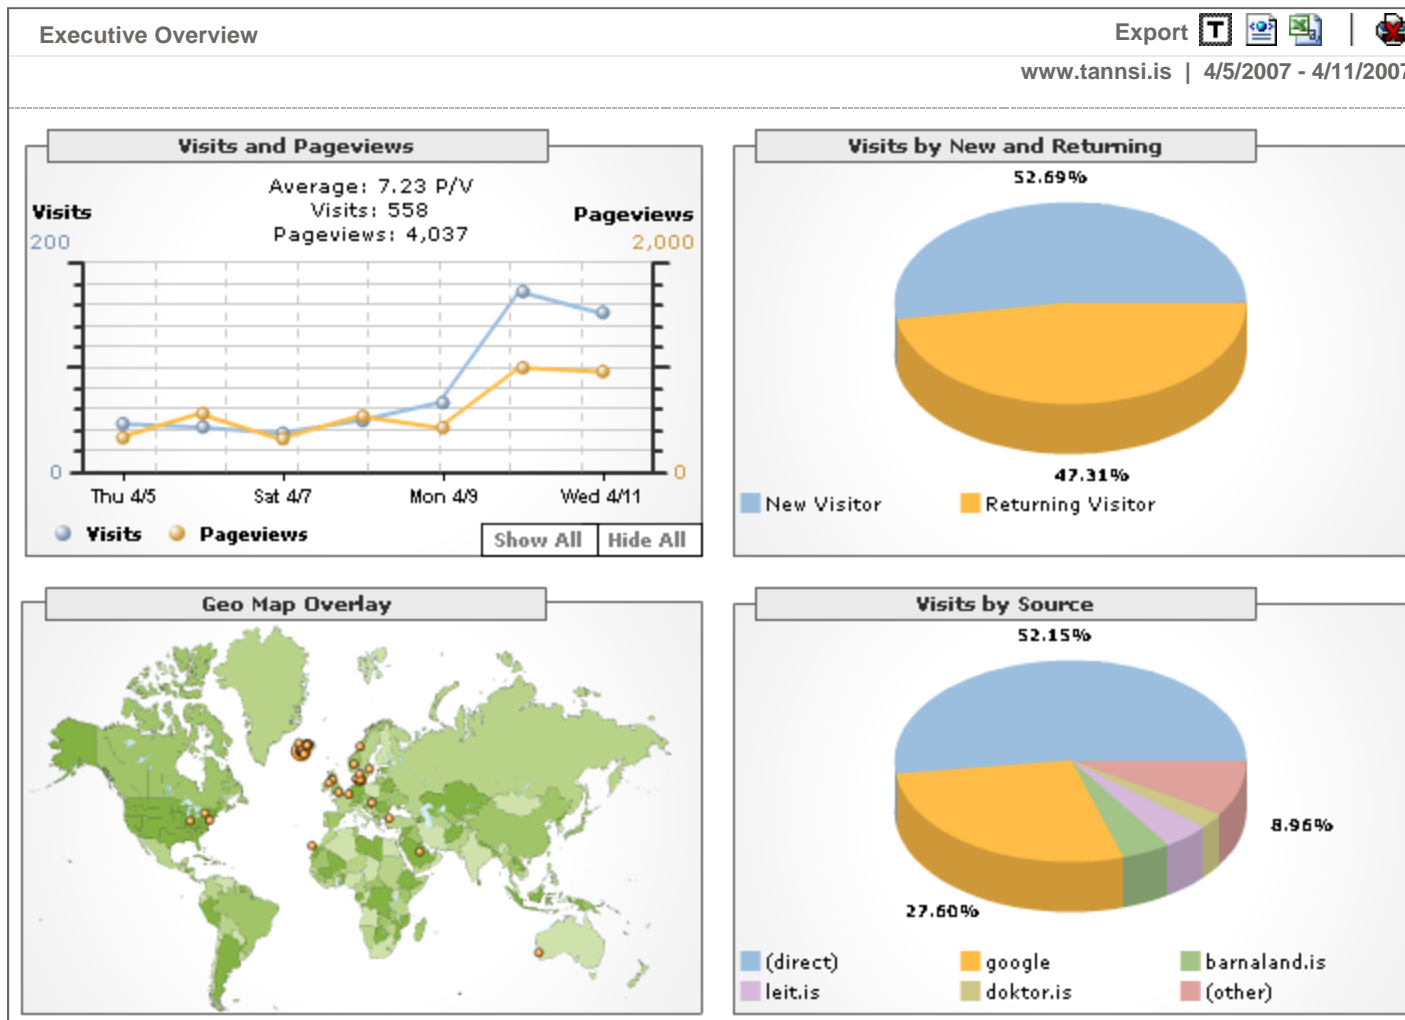 Executive Overview
Export T
www.tannsi.is | 4/5/2007 - 4/11/2007
Visits and Pageviews
Average: 7.23 P/V
Visits: 558
Pageviews: 4,037
Visits
Pageviews
200
2,000
0
0
Thu 4/5 Sat 4/7 Mon 4/9 Wed 4/11
Visits Pageviews
Show All Hide All
Visits by New and Returning
52.69%
47.31%
New Visitor Returning Visitor
Geo Map Overlay
Visits by Source
52.15%
8.96%
27.60%
(direct) google barnaland.is
leit.is doktor.is (other)